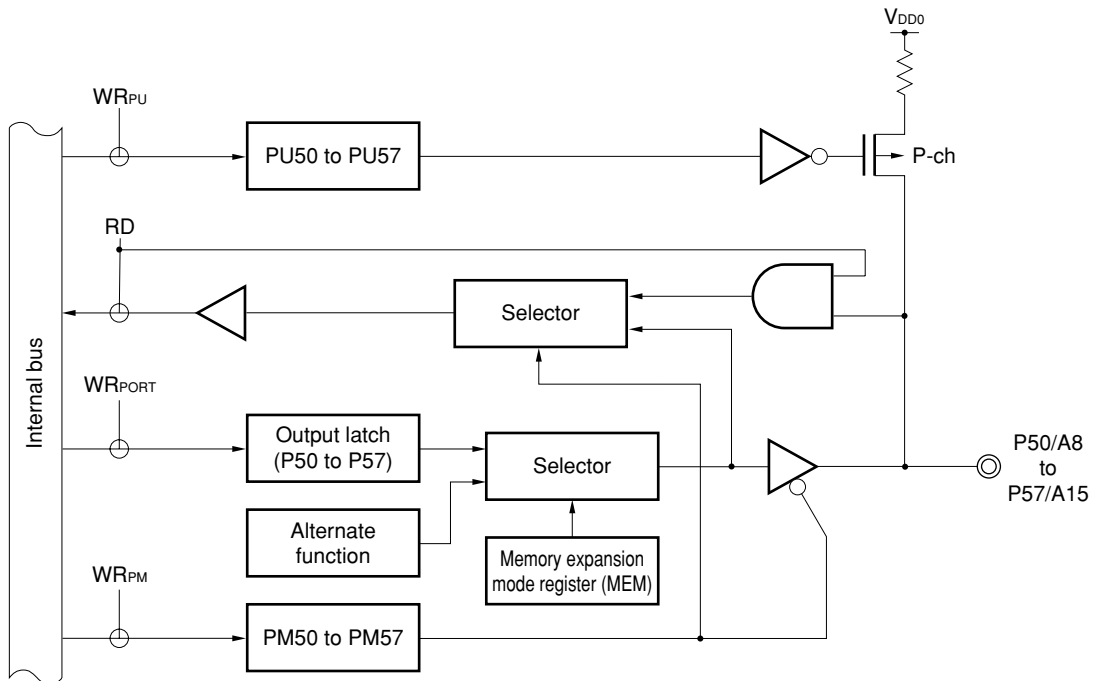 VDD0
WRPU
PU50 to PU57
P-ch
RD
Selector
Internal bus
WRPORT
Output latch
(P50 to P57)
Selector
P50/A8
to
P57/A15
Alternate
function
Memory expansion
mode register (MEM)
WRPM
PM50 to PM57